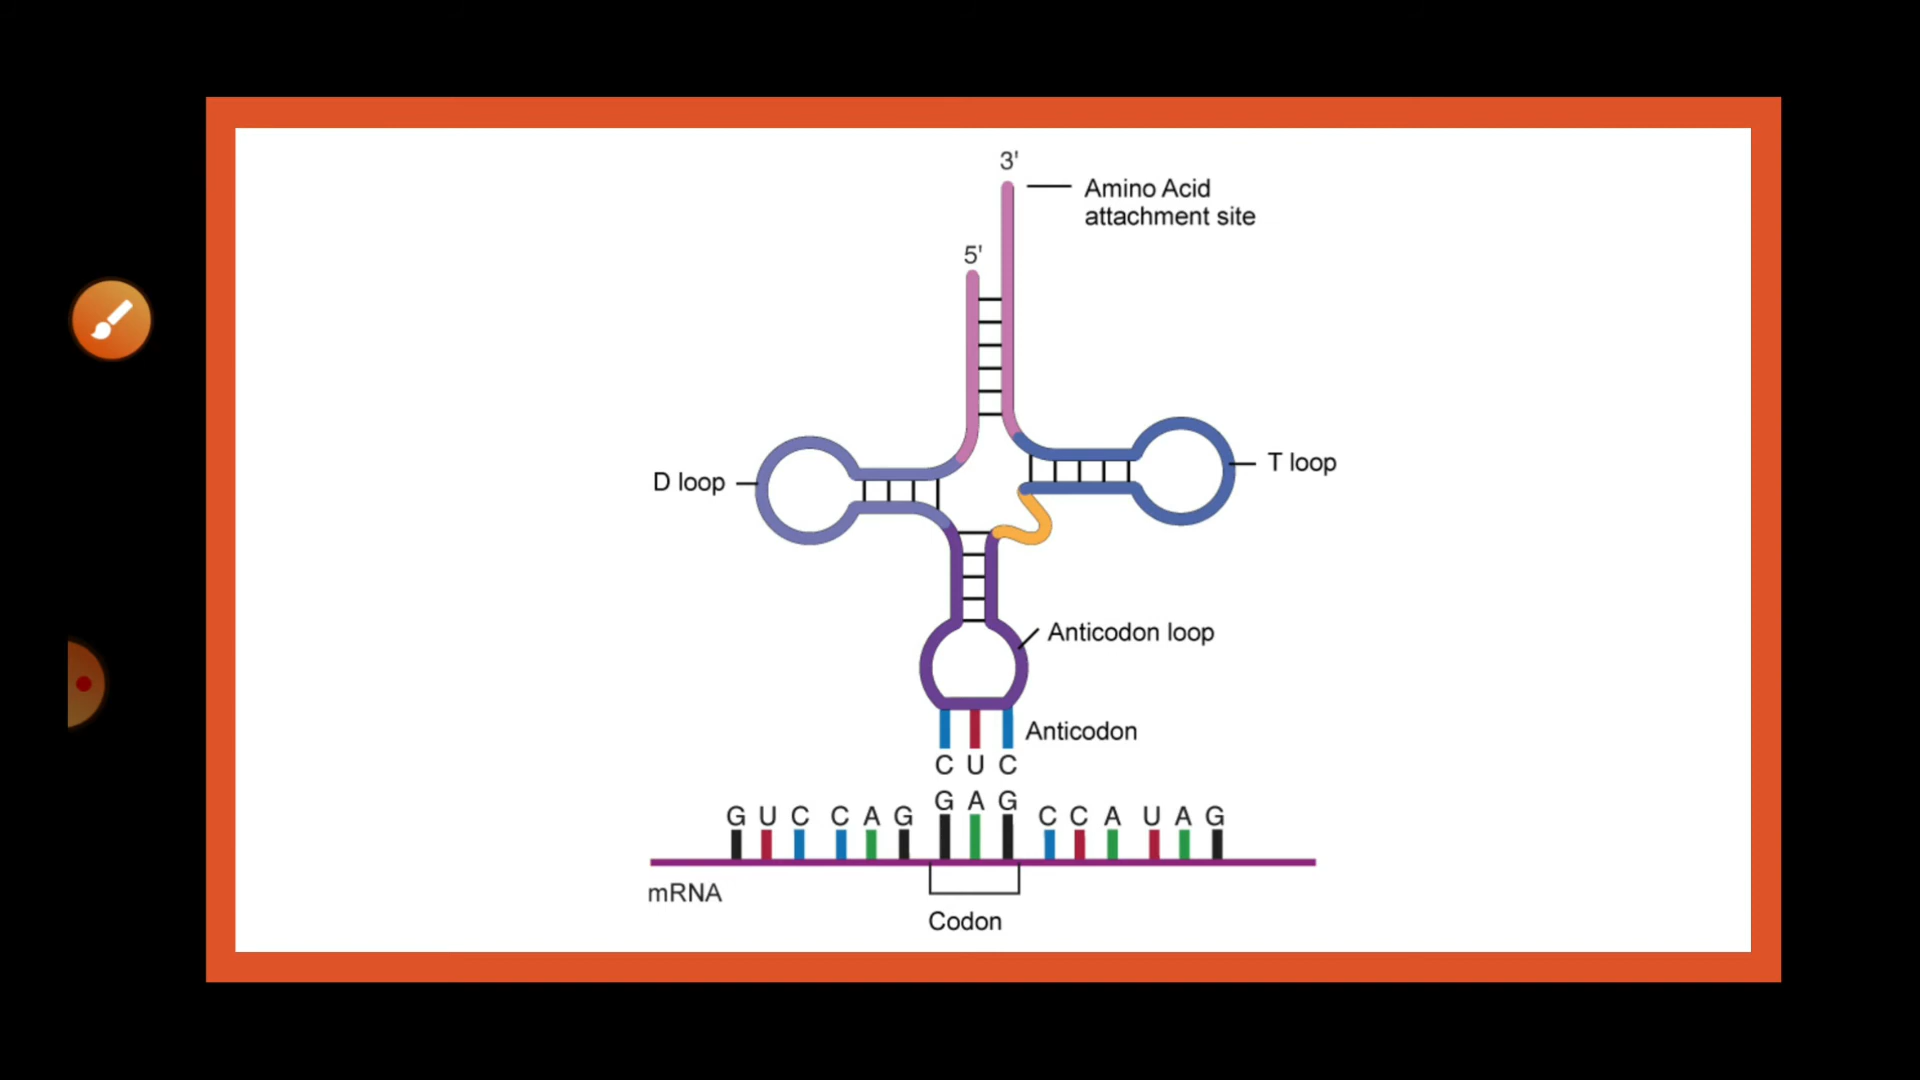 3'
Amino Acid
attachment site
5'
D loop
T loop
Anticodon loop
Anticodon
C U C
G U C C A G G A G C C A U A G
mRNA
Codon